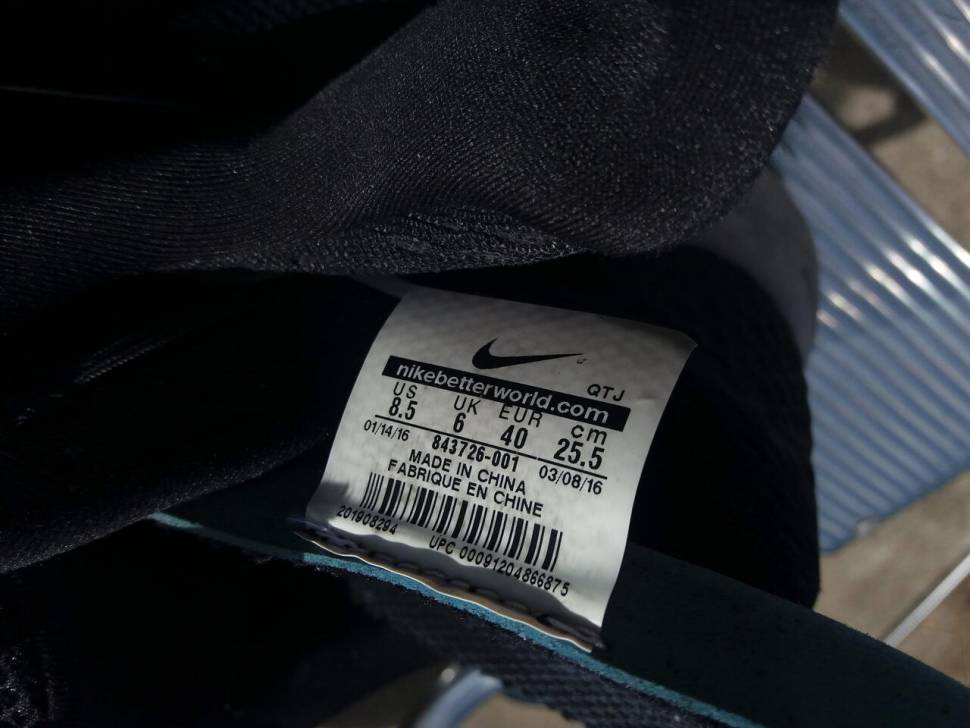 nikebetterworld.com QTJ
US UK EUR cm
8.5 6 40 25.5
01/14/16 843726-001 03/08/16
MADE IN CHINA
FABRIQUE EN CHINE
201908294 UPC 00091204866875